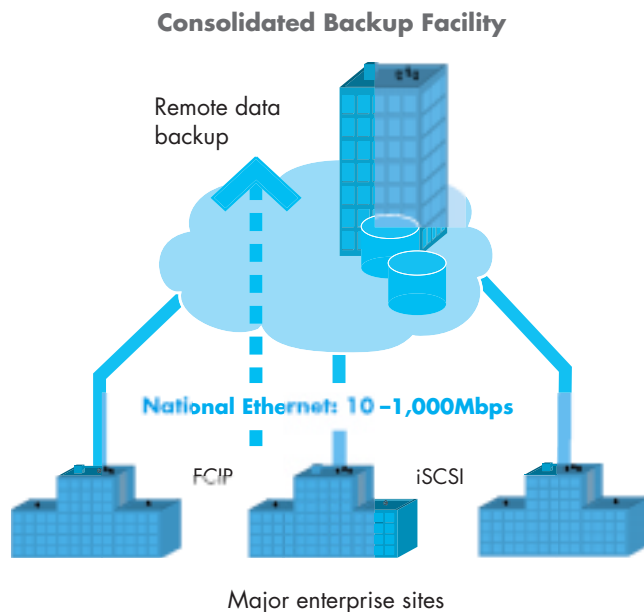 Consolidated Backup Facility
Remote data
backup
National Ethernet: 10 –1,000Mbps
FCIP
iSCSI
Major enterprise sites